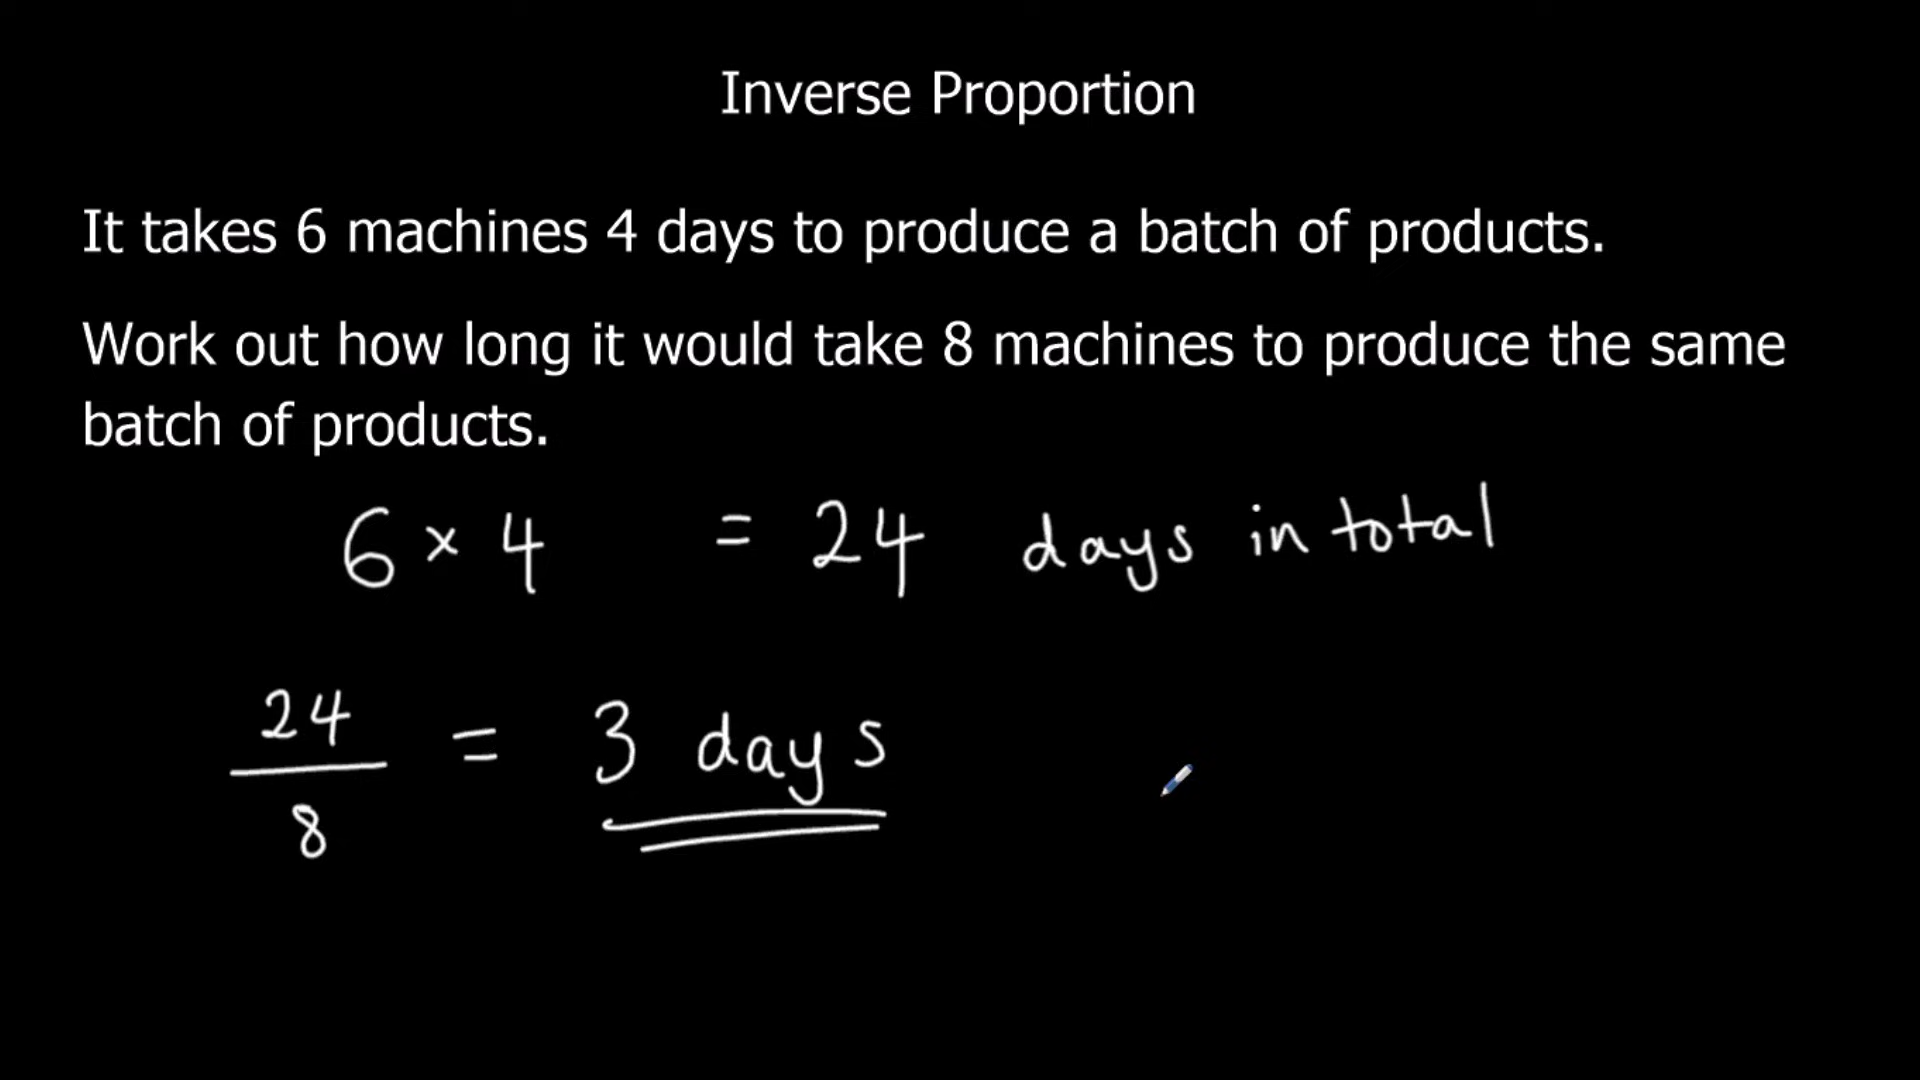 Inverse Proportion
It takes 6 machines 4 days to produce a batch of products.
Work out how long it would take 8 machines to produce the same
batch of products.
6 × 4 = 24 days in total
24
8
= 3 days